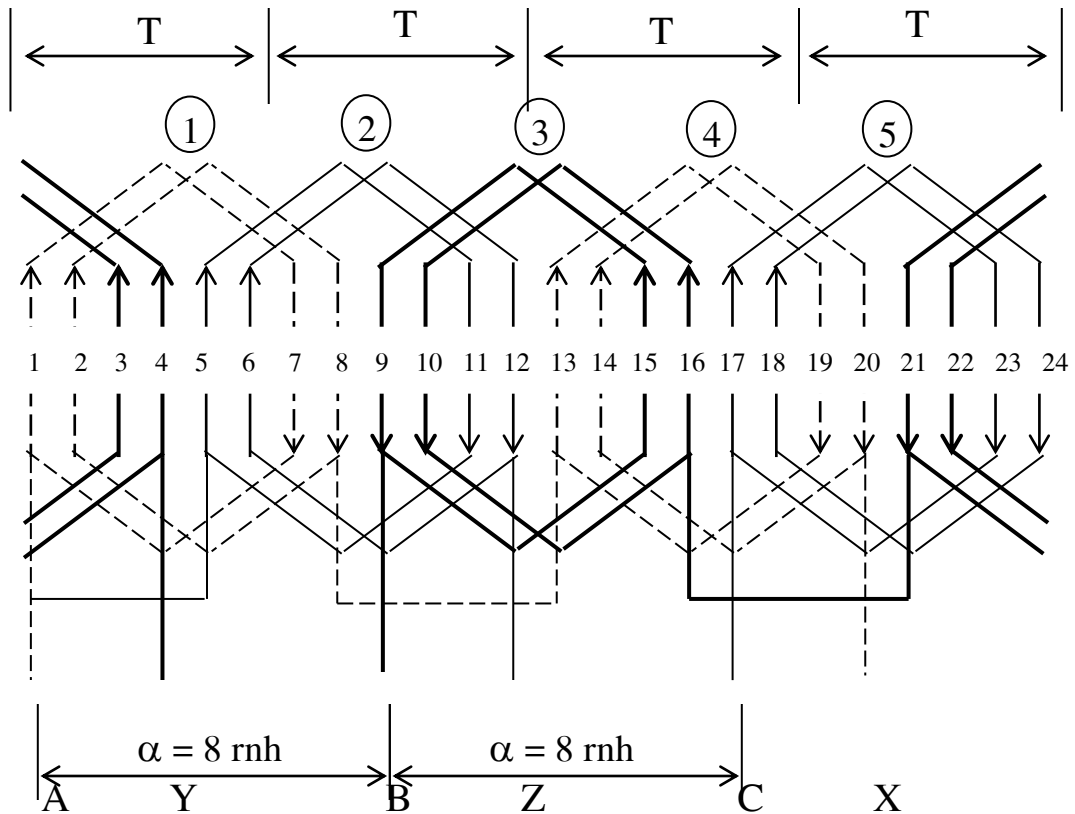 T T T T
1 2 3 4 5
1 2 3 4 5 6 7 8 9 10 11 12 13 14 15 16 17 18 19 20 21 22 23 24
α = 8 rnh α = 8 rnh
A Y B Z C X